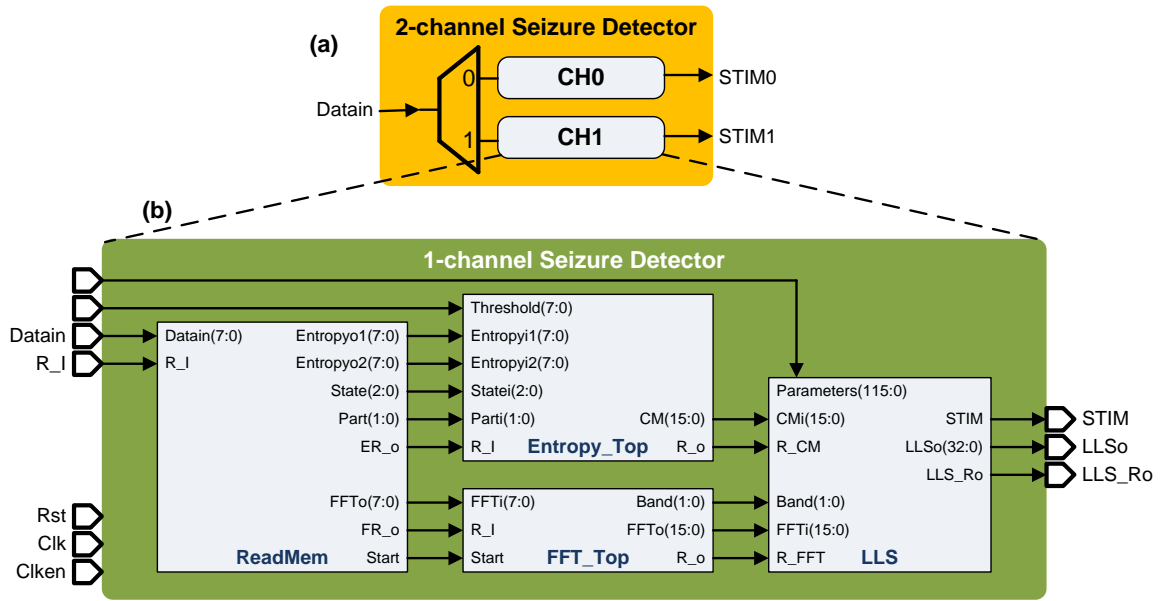 2-channel Seizure Detector
(a)
Datain
0
CH0
STIM0
1
CH1
STIM1
(b)
1-channel Seizure Detector
Datain
R_I
Rst
Clk
Clken
Datain(7:0)
R_I
Entropyo1(7:0)
Entropyo2(7:0)
State(2:0)
Part(1:0)
ER_o
FFTo(7:0)
FR_o
Start
ReadMem
Threshold(7:0)
Entropyi1(7:0)
Entropyi2(7:0)
Statei(2:0)
Parti(1:0)
CM(15:0)
R_I
Entropy_Top
R_o
FFTi(7:0)
Band(1:0)
R_I
FFTo(15:0)
Start
FFT_Top
R_o
Parameters(115:0)
CMi(15:0)
STIM
R_CM
LLSo(32:0)
LLS_Ro
Band(1:0)
FFTi(15:0)
R_FFT
LLS
STIM
LLSo
LLS_Ro